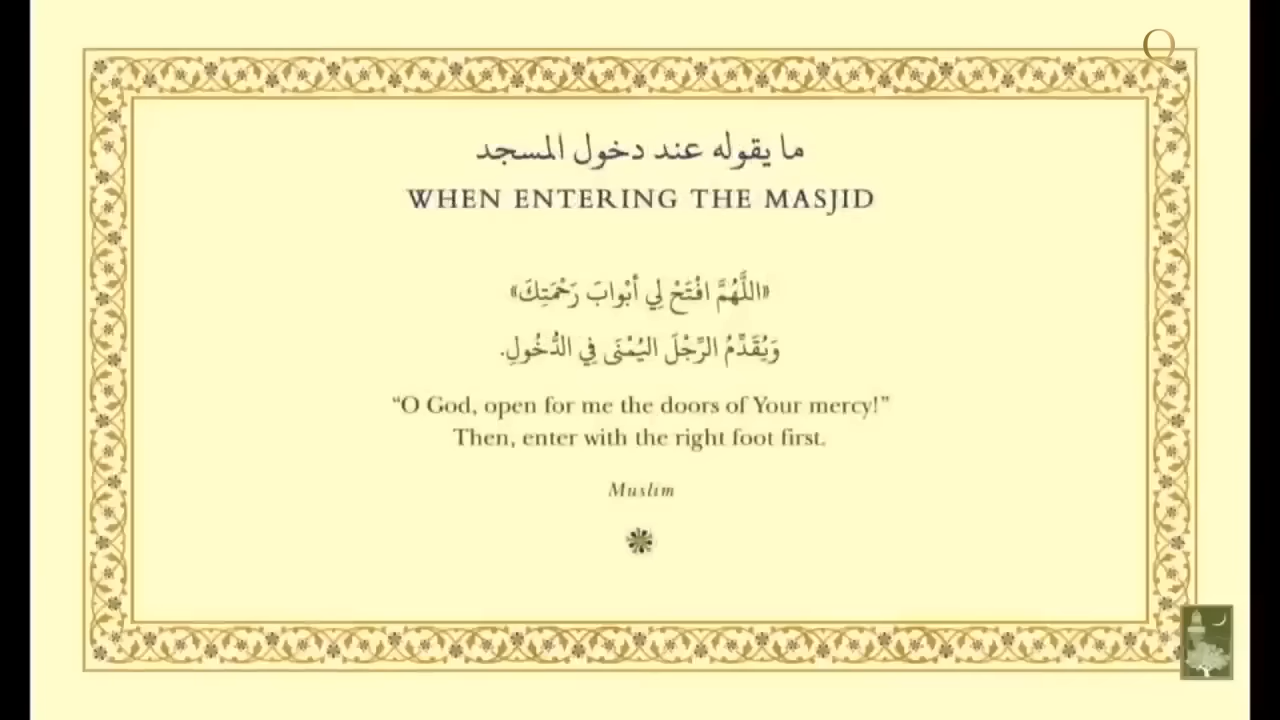 Q
ما يقوله عند دخول المسجد
WHEN ENTERING THE MASJID
«اللَّهُمَّ افْتَحْ لِي أَبْوابَ رَحْمَتِكَ»
وَيُقَدِّمُ الرِّجْلَ اليُمْنَى فِي الدُّخُولِ.
“O God, open for me the doors of Your mercy!”
Then, enter with the right foot first.
Muslim